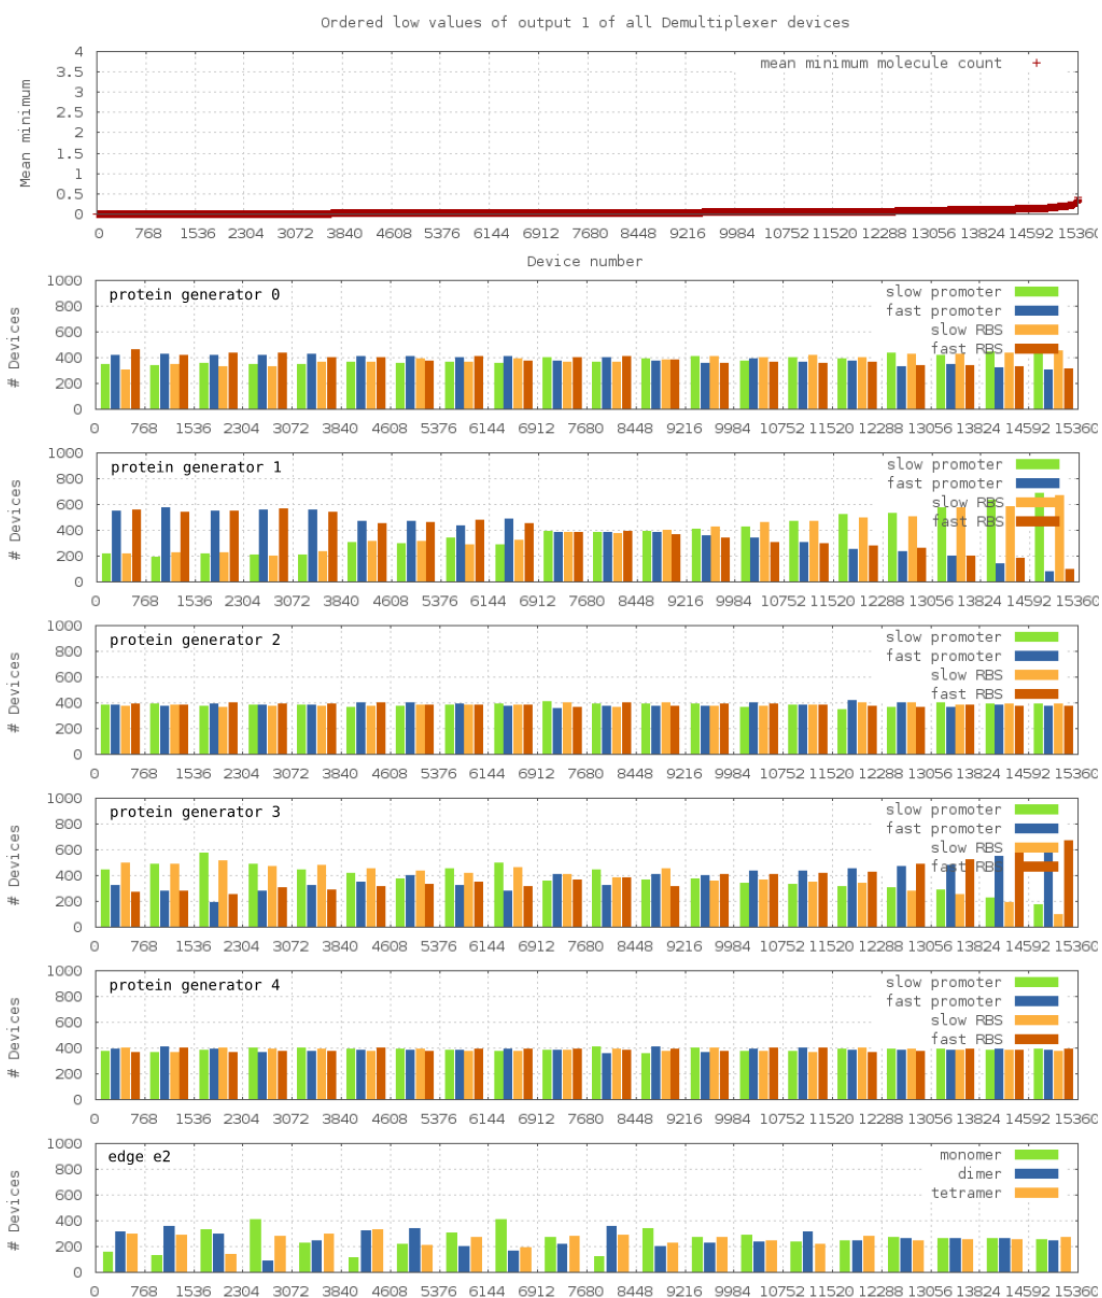 Ordered low values of output 1 of all Demultiplexer devices
4
3.5
3
2.5
2
1.5
1
0.5
0
Mean minimum
mean minimum molecule count
0 768 1536 2304 3072 3840 4608 5376 6144 6912 7680 8448 9216 9984 10752 11520 12288 13056 13824 14592 15360
Device number
1000
800
600
400
200
0
# Devices
protein generator 0
slow promoter
fast promoter
slow RBS
fast RBS
0 768 1536 2304 3072 3840 4608 5376 6144 6912 7680 8448 9216 9984 10752 11520 12288 13056 13824 14592 15360
1000
800
600
400
200
0
# Devices
protein generator 1
slow promoter
fast promoter
slow RBS
fast RBS
0 768 1536 2304 3072 3840 4608 5376 6144 6912 7680 8448 9216 9984 10752 11520 12288 13056 13824 14592 15360
1000
800
600
400
200
0
# Devices
protein generator 2
slow promoter
fast promoter
slow RBS
fast RBS
0 768 1536 2304 3072 3840 4608 5376 6144 6912 7680 8448 9216 9984 10752 11520 12288 13056 13824 14592 15360
1000
800
600
400
200
0
# Devices
protein generator 3
slow promoter
fast promoter
slow RBS
fast RBS
0 768 1536 2304 3072 3840 4608 5376 6144 6912 7680 8448 9216 9984 10752 11520 12288 13056 13824 14592 15360
1000
800
600
400
200
0
# Devices
protein generator 4
slow promoter
fast promoter
slow RBS
fast RBS
0 768 1536 2304 3072 3840 4608 5376 6144 6912 7680 8448 9216 9984 10752 11520 12288 13056 13824 14592 15360
1000
800
600
400
200
0
# Devices
edge e2
monomer
dimer
tetramer
0 768 1536 2304 3072 3840 4608 5376 6144 6912 7680 8448 9216 9984 10752 11520 12288 13056 13824 14592 15360